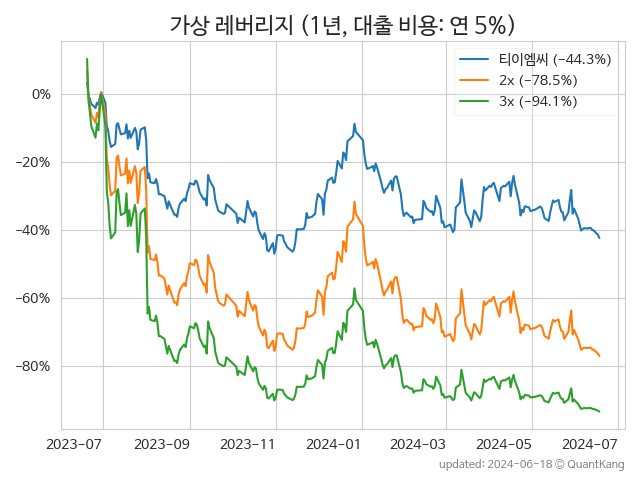 가상 레버리지 (1년, 대출 비용: 연 5%)
티이엠씨 (−44.3%)
2x (−78.5%)
3x (−94.1%)
0%
−20%
−40%
−60%
−80%
2023-07 2023-09 2023-11 2024-01 2024-03 2024-05 2024-07
updated: 2024-06-18 © QuantKang